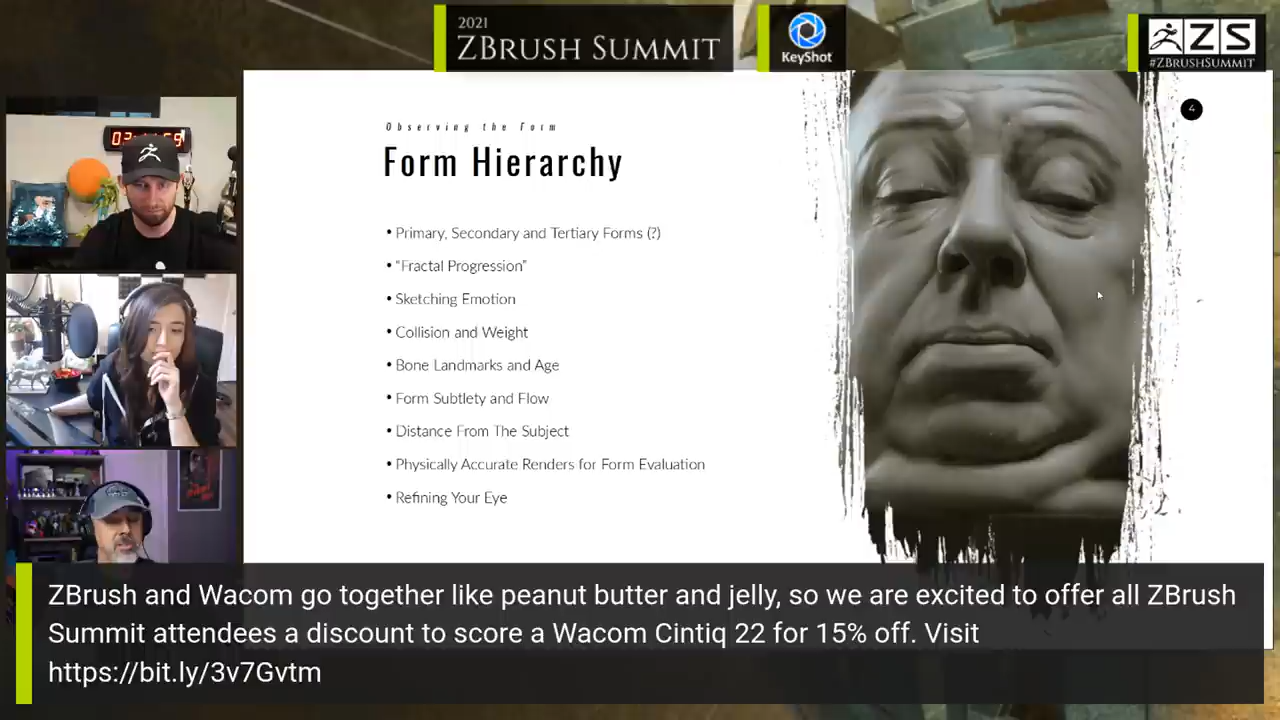 2021
ZBRUSH SUMMIT
KeyShot
ZS
#ZBRUSHSUMMIT
4
Observing the Form
Form Hierarchy
• Primary, Secondary and Tertiary Forms (?)
• “Fractal Progression”
• Sketching Emotion
• Collision and Weight
• Bone Landmarks and Age
• Form Subtlety and Flow
• Distance From The Subject
• Physically Accurate Renders for Form Evaluation
• Refining Your Eye
ZBrush and Wacom go together like peanut butter and jelly, so we are excited to offer all ZBrush
Summit attendees a discount to score a Wacom Cintiq 22 for 15% off. Visit
https://bit.ly/3v7Gvtm